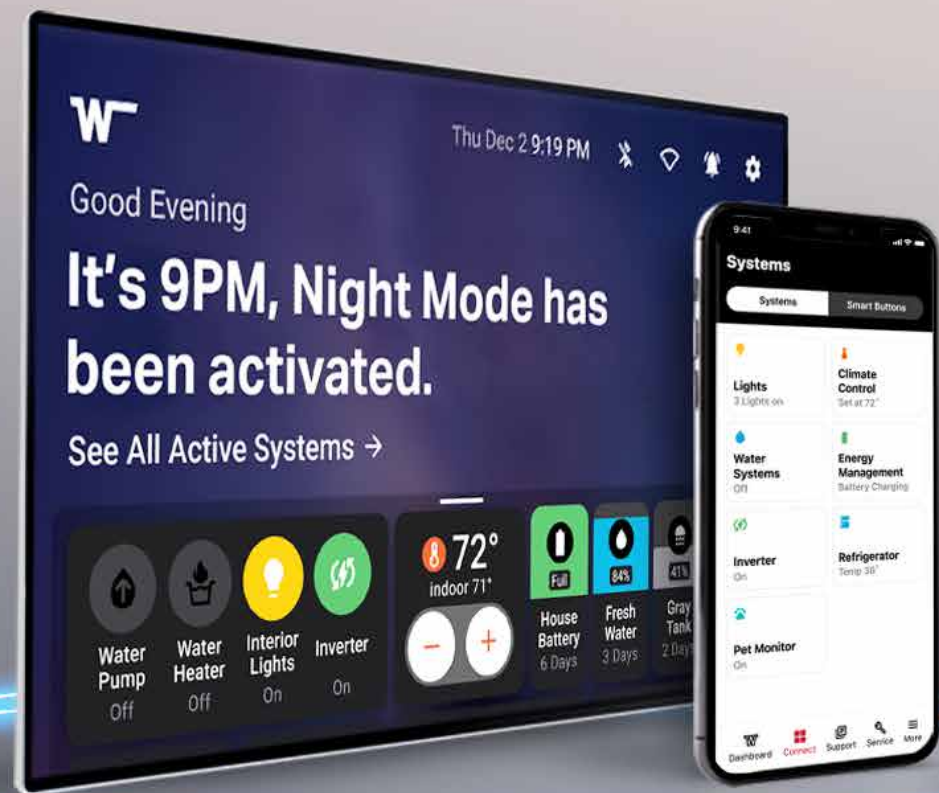 W
Thu Dec 2 9:19 PM
Good Evening
It's 9PM, Night Mode has
been activated.
See All Active Systems →
Water
Pump
Off
Water
Heater
Off
Interior
Lights
On
Inverter
On
72°
indoor 71°
− +
Full
House
Battery
6 Days
84%
Fresh
Water
3 Days
41%
Gray
Tank
2 Days
9:41
Systems
Systems
Smart Buttons
Lights
3 Lights on
Climate
Control
Set at 72°
Water
Systems
Off
Energy
Management
Battery Charging
Inverter
On
Refrigerator
Temp 38°
Pet Monitor
On
W
Dashboard
Connect
Support
Service
More